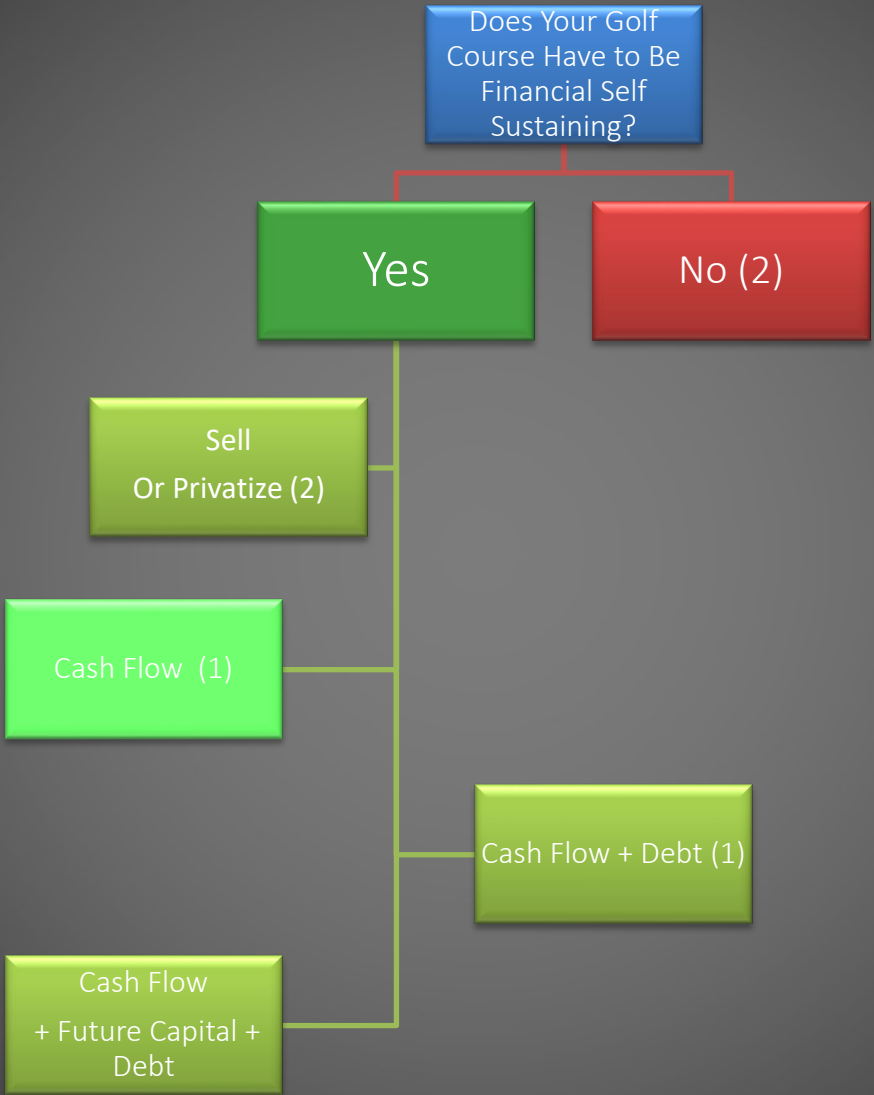 Does Your Golf
Course Have to Be
Financial Self
Sustaining?
Yes
No (2)
Sell
Or Privatize (2)
Cash Flow  (1)
Cash Flow + Debt (1)
Cash Flow
+ Future Capital +
Debt